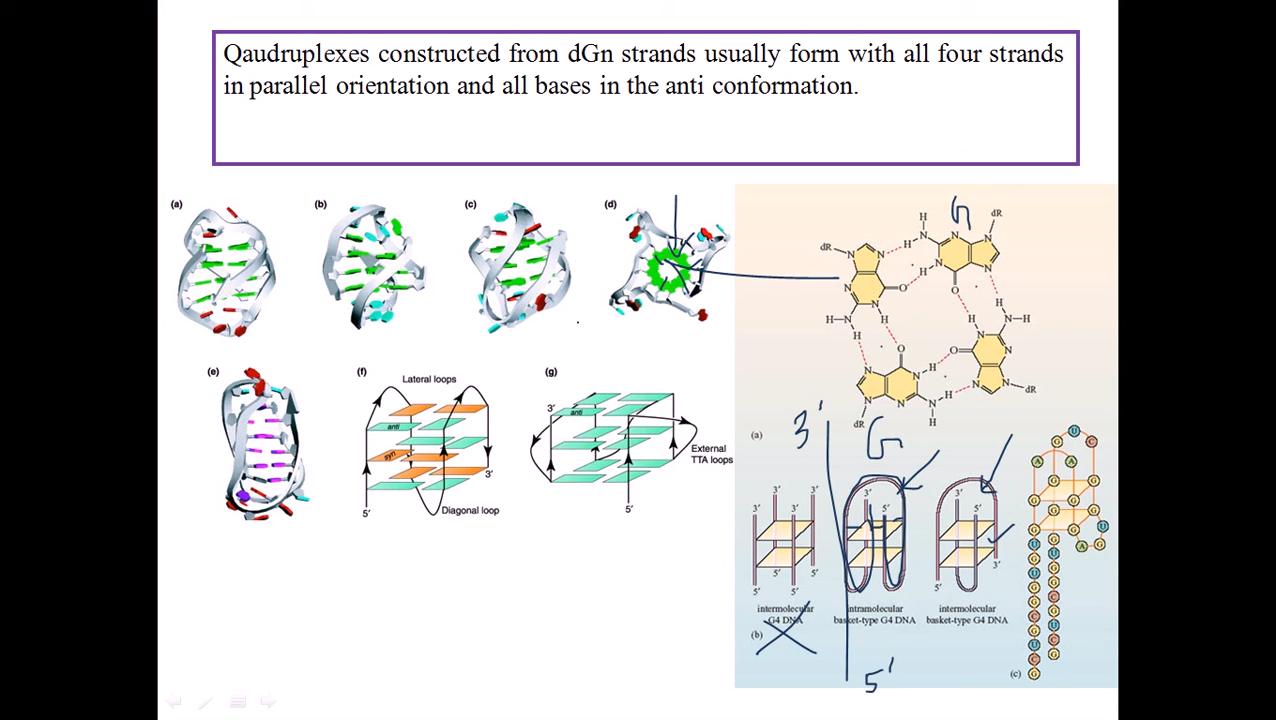 Qaudruplexes constructed from dGn strands usually form with all four strands
in parallel orientation and all bases in the anti conformation.
(a)
(b)
(c)
(d)
(e)
(f)
Lateral loops
anti
syn
3'
5'
Diagonal loop
(g)
3'
anti
External
TTA loops
5'
G
dR
H
N
H
dR
N
N
H
N
N
N
O
H
N
O
N
H
H
N
N
H
N
H
H
H
N
H
O
O
N
N
N
H
N
dR
N
N
H
dR
H
(a)
3'
G
3'
3'
3'
3'
5'
5'
5'
5'
intermolecular
G4 DNA
(b)
3'
5'
intramolecular
basket-type G4 DNA
3'
5'
5'
3'
intermolecular
basket-type G4 DNA
5'
U
G
C
A
A
G
G
G
G
G
G
G
G
U
A
G
U
G
U
G
G
C
G
U
C
G
U
G
C
G
U
C
G
(c)